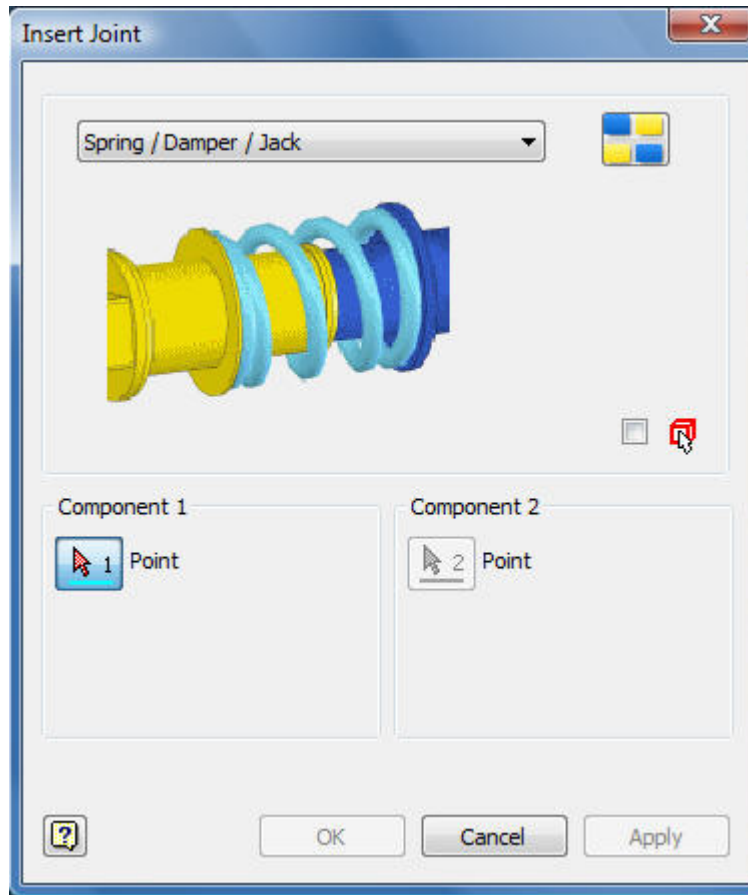 Insert Joint
Spring / Damper / Jack
Component 1
1 Point
Component 2
2 Point
OK
Cancel
Apply